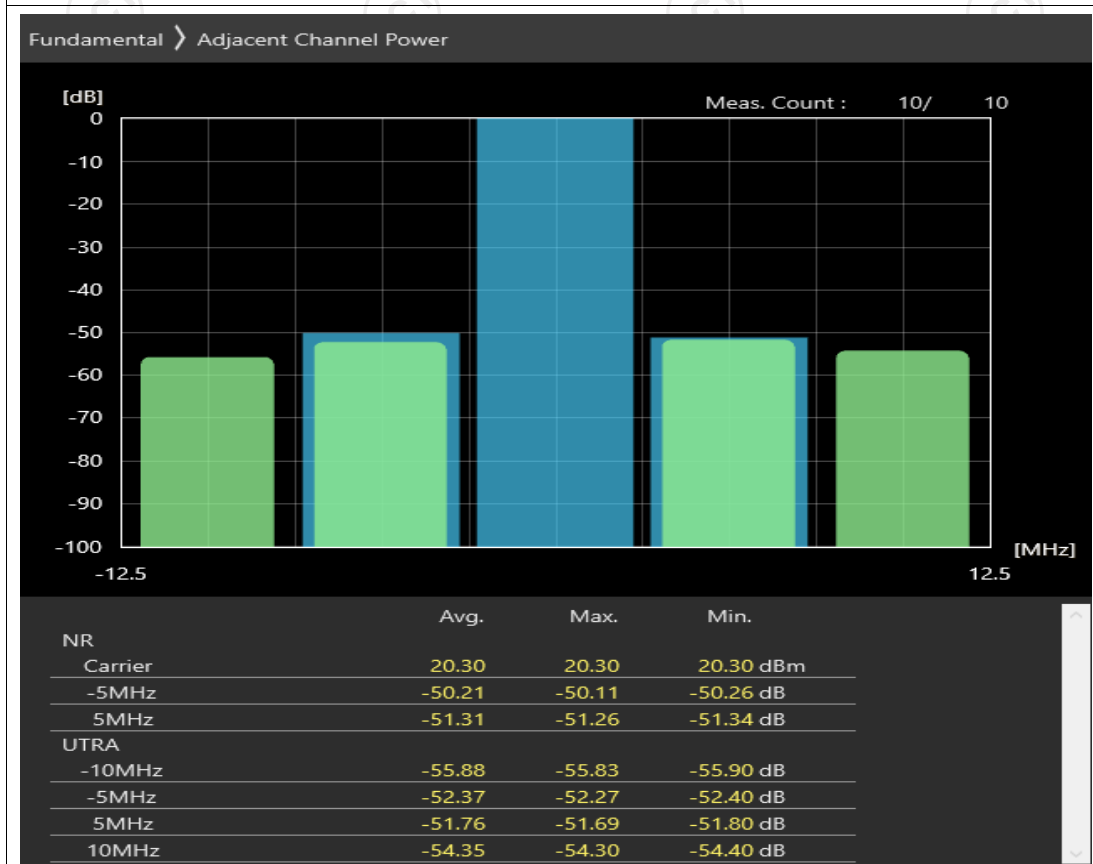 Fundamental ❯ Adjacent Channel Power
[dB]
Meas. Count : 10/ 10
0
-10
-20
-30
-40
-50
-60
-70
-80
-90
-100
[MHz]
-12.5 12.5
Avg. Max. Min.
NR
Carrier 20.30 20.30 20.30 dBm
-5MHz -50.21 -50.11 -50.26 dB
5MHz -51.31 -51.26 -51.34 dB
UTRA
-10MHz -55.88 -55.83 -55.90 dB
-5MHz -52.37 -52.27 -52.40 dB
5MHz -51.76 -51.69 -51.80 dB
10MHz -54.35 -54.30 -54.40 dB